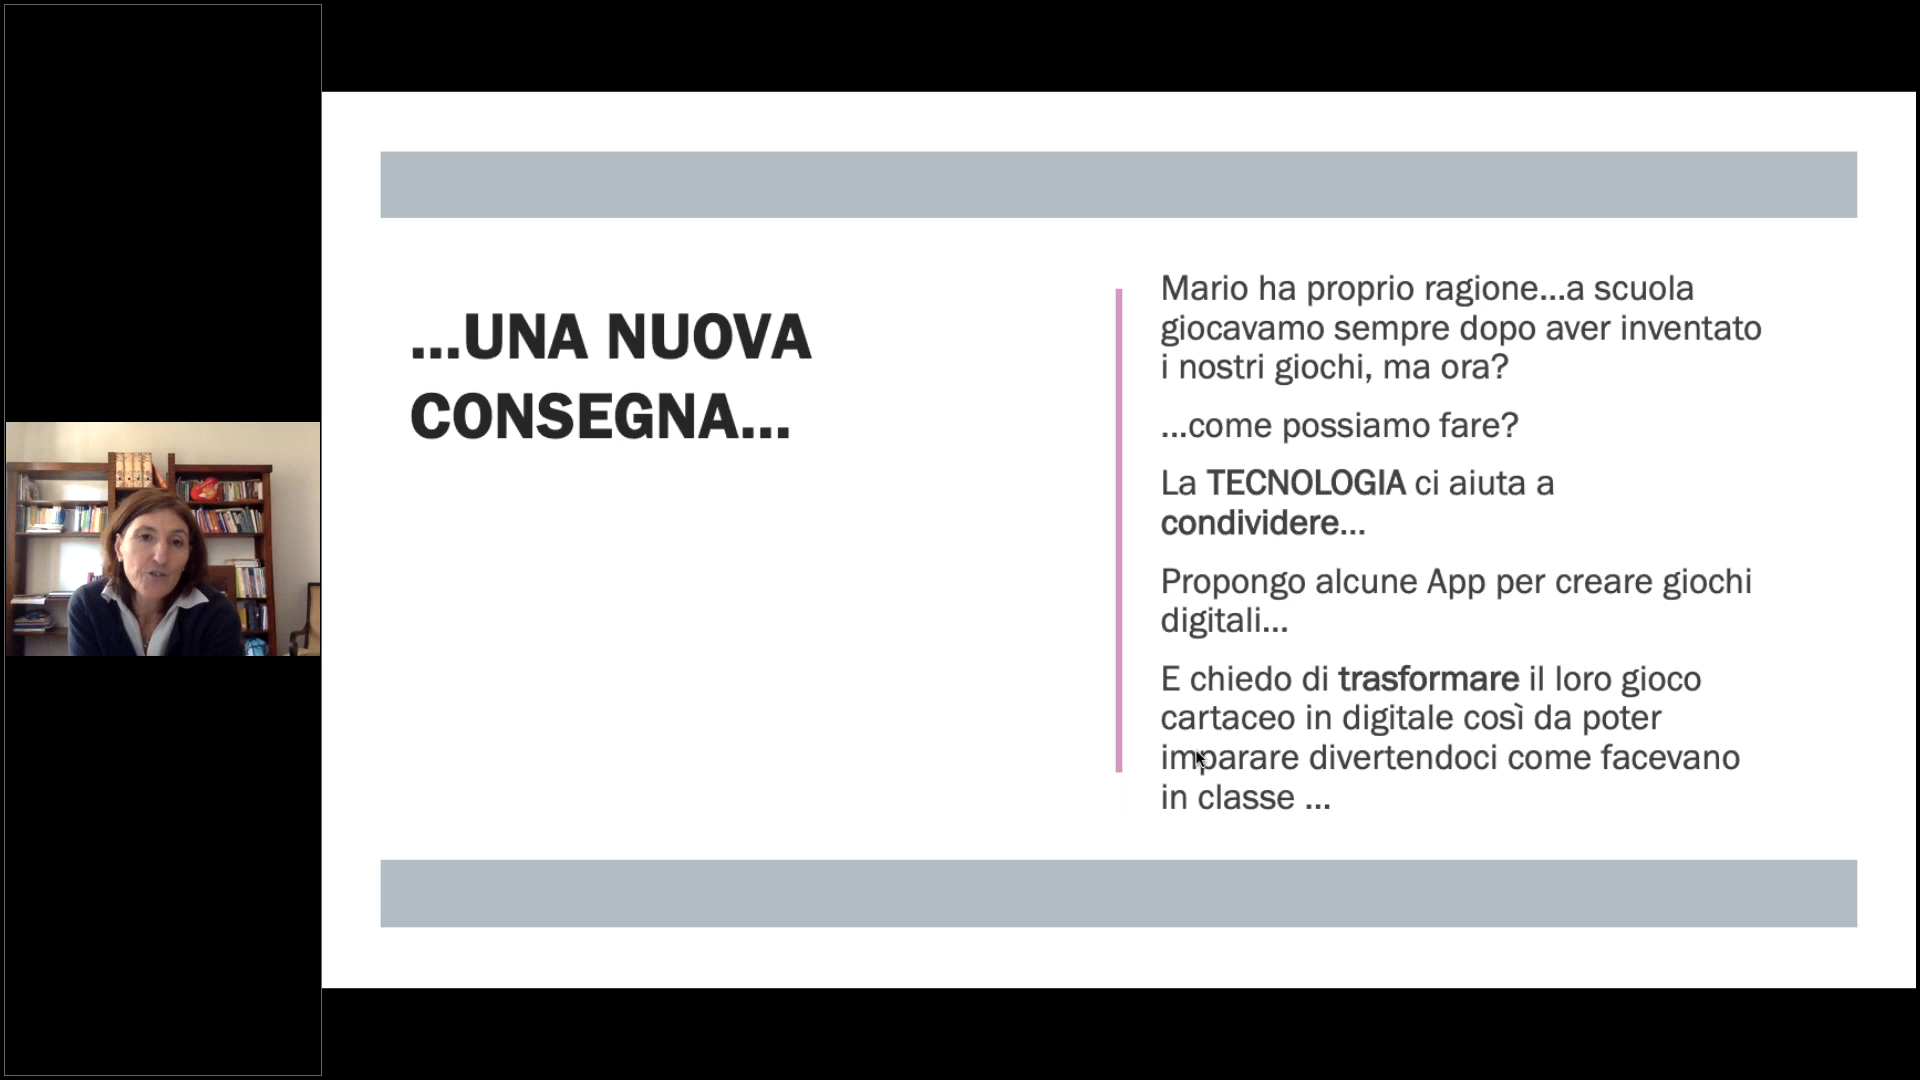 ...UNA NUOVA
CONSEGNA...
Mario ha proprio ragione...a scuola
giocavamo sempre dopo aver inventato
i nostri giochi, ma ora?
...come possiamo fare?
La TECNOLOGIA ci aiuta a
condividere...
Propongo alcune App per creare giochi
digitali...
E chiedo di trasformare il loro gioco
cartaceo in digitale così da poter
imparare divertendoci come facevano
in classe ...